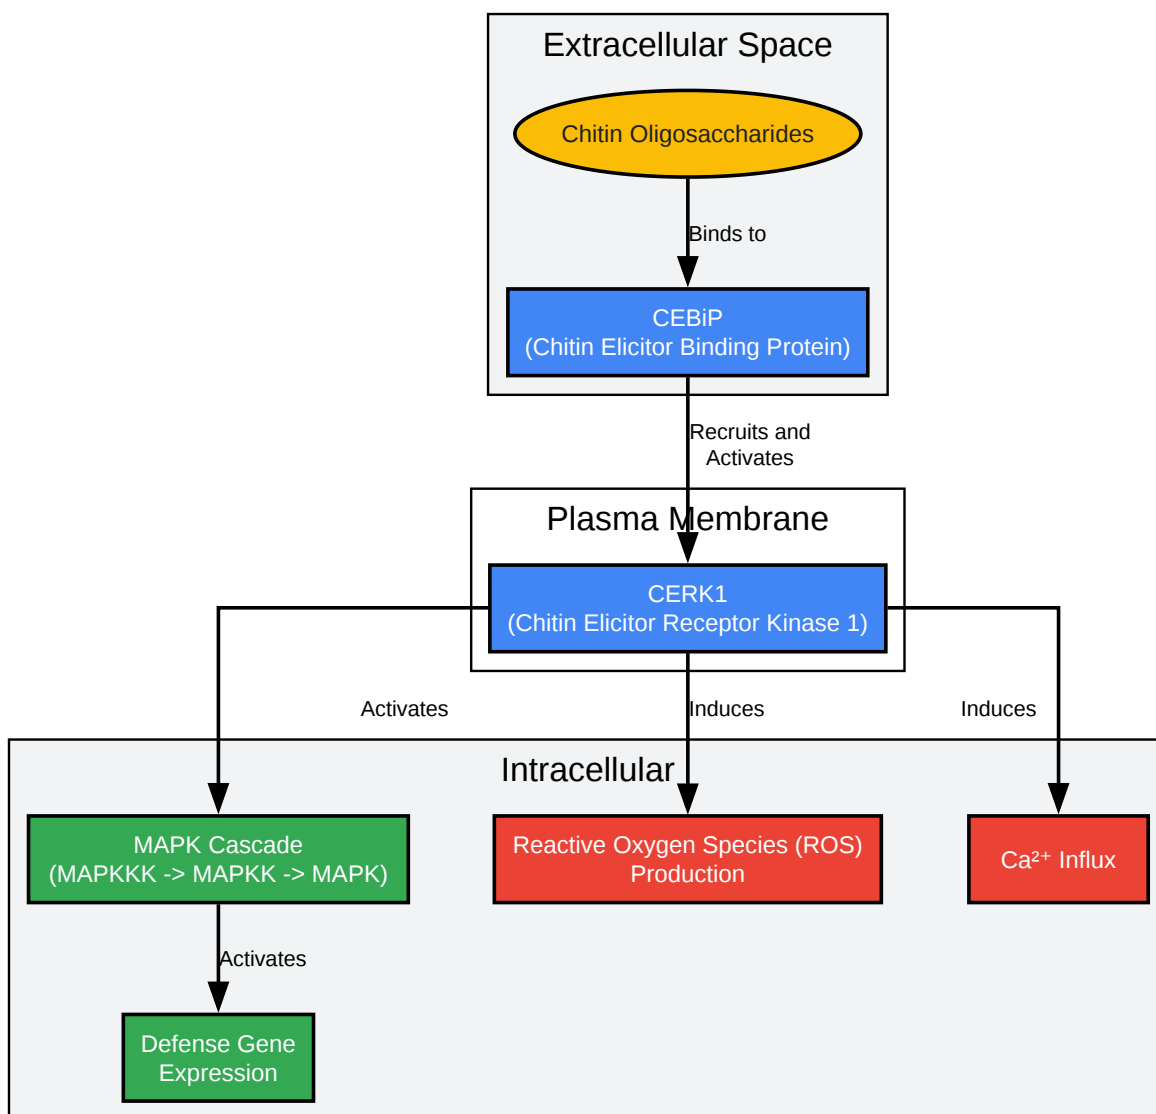 Extracellular Space
Chitin Oligosaccharides
Binds to
CEBiP
(Chitin Elicitor Binding Protein)
Recruits and
Activates
Plasma Membrane
CERK1
(Chitin Elicitor Receptor Kinase 1)
Activates
Induces
Induces
Intracellular
MAPK Cascade
(MAPKKK -> MAPKK -> MAPK)
Reactive Oxygen Species (ROS)
Production
Ca²⁺ Influx
Activates
Defense Gene
Expression